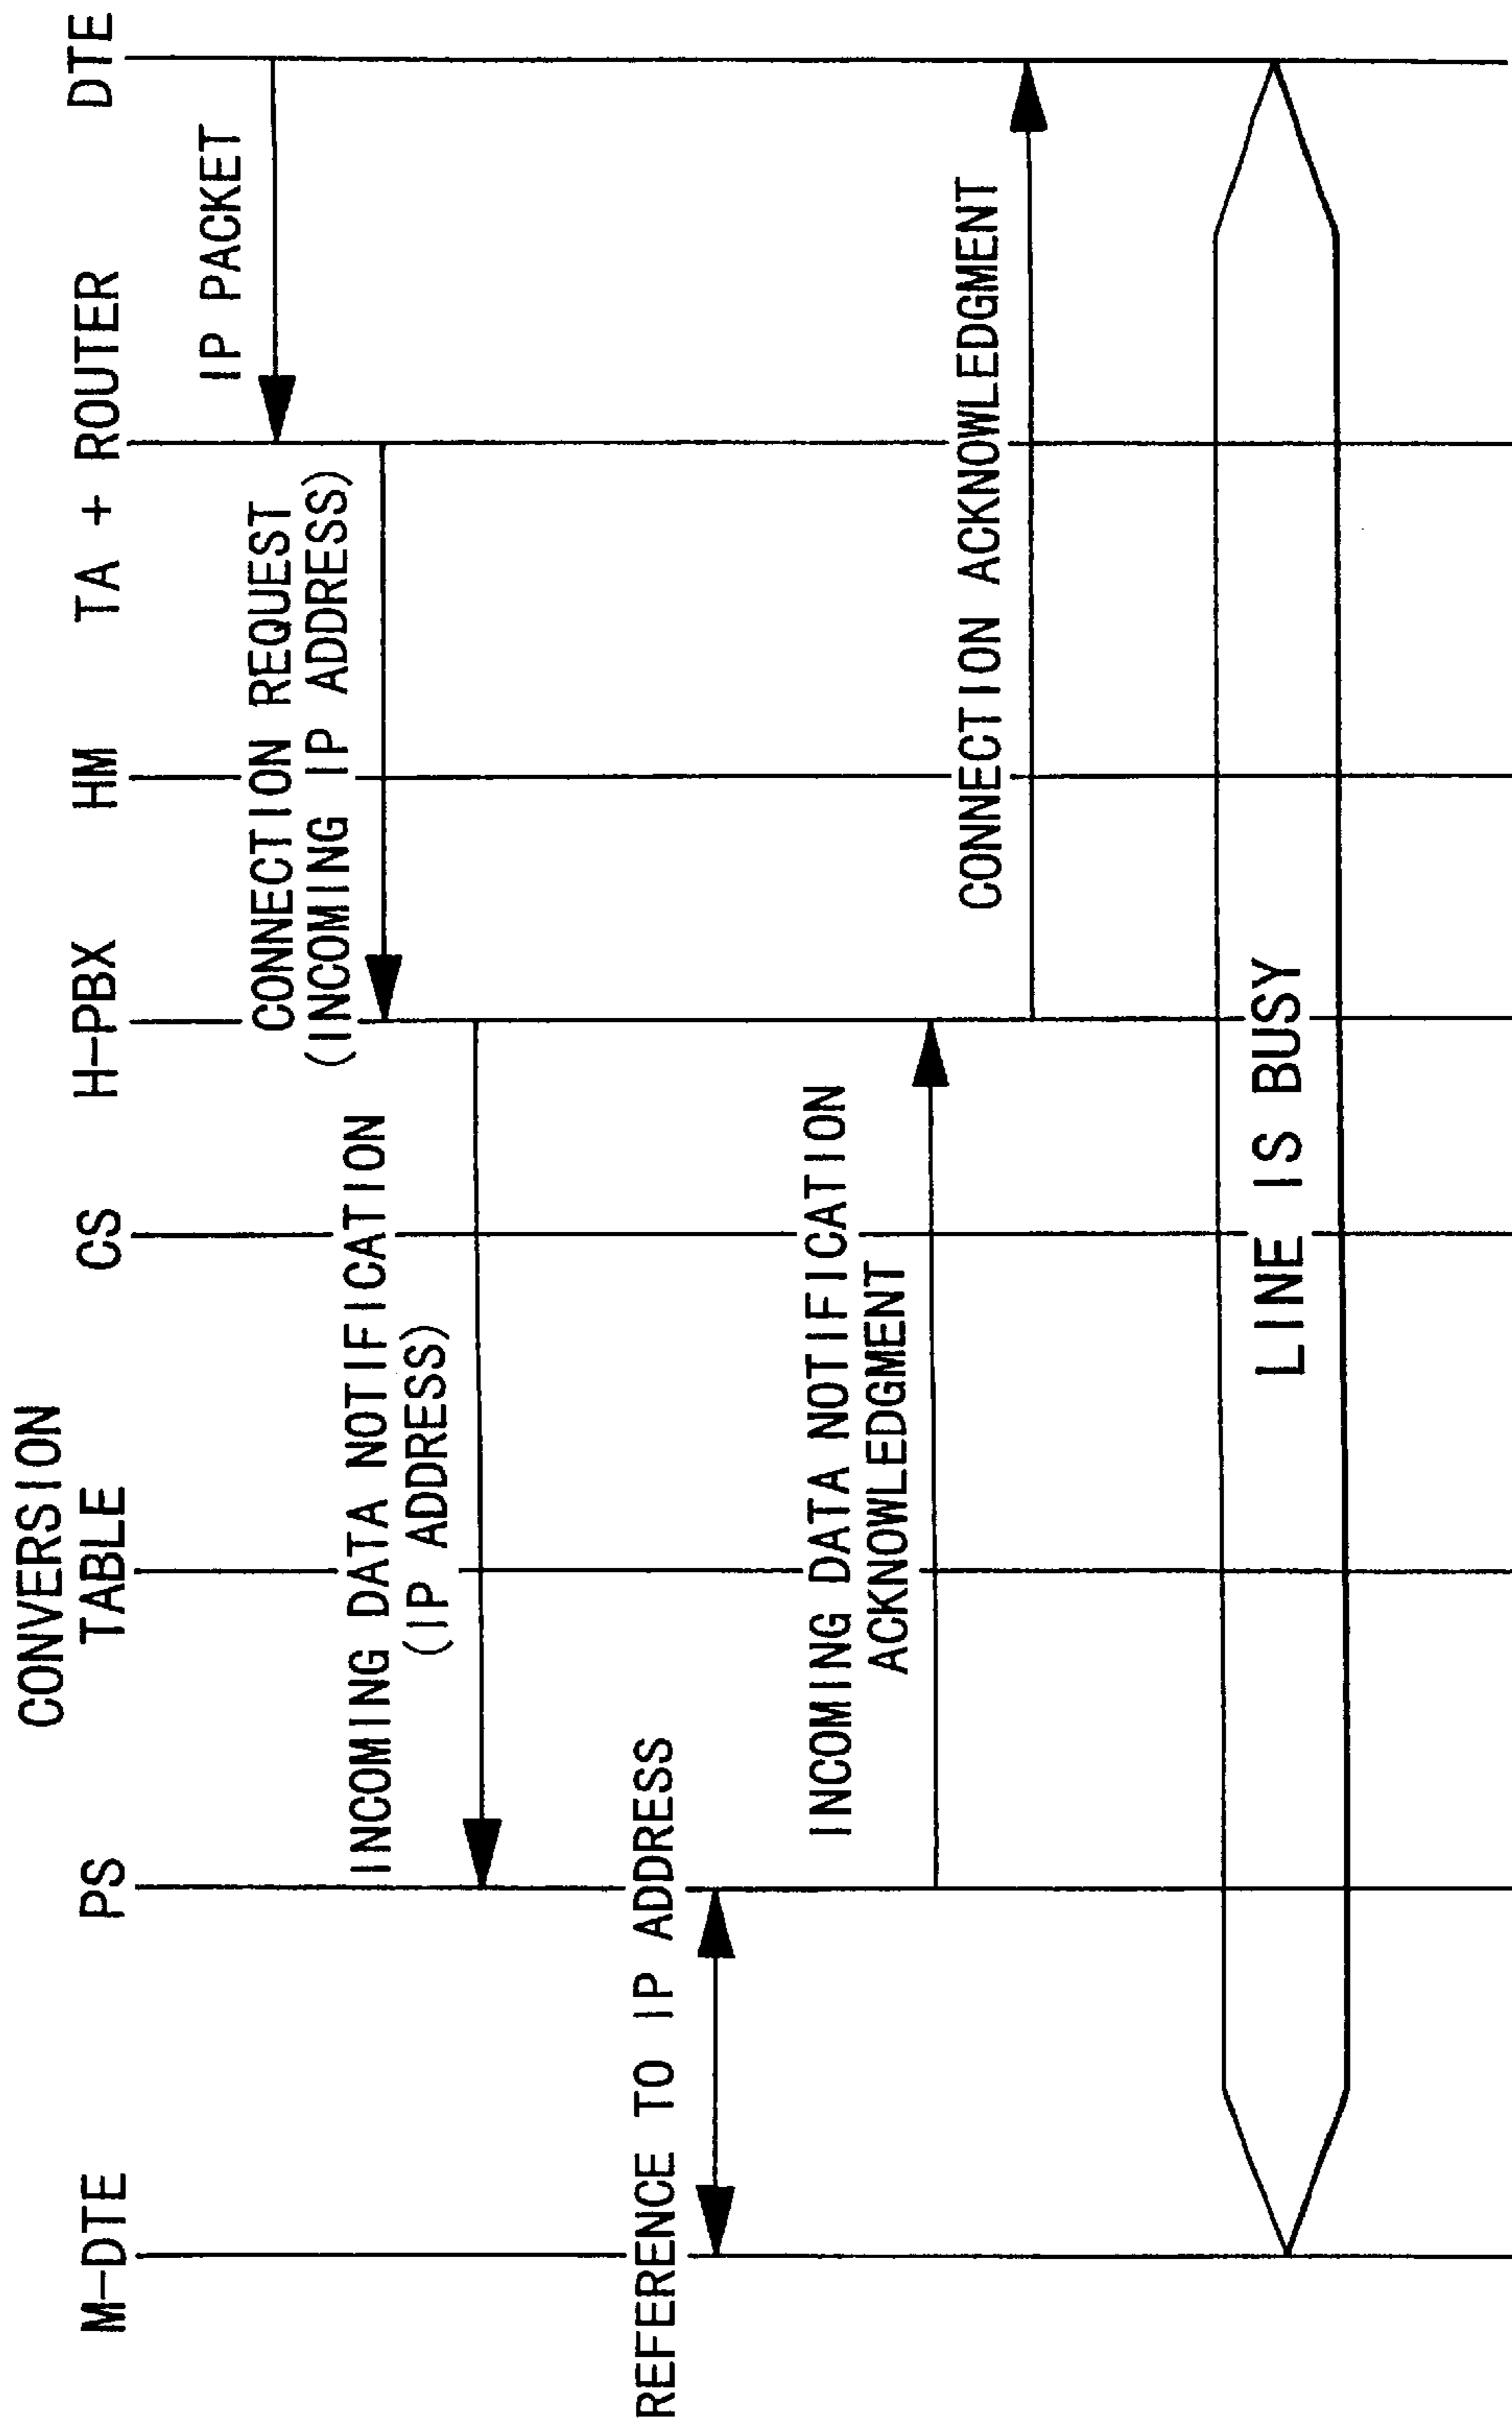 M-DTE
PS
CONVERSION
TABLE
CS
H-PBX
HM
TA + ROUTER
DTE
IP PACKET
CONNECTION REQUEST
(INCOMING IP ADDRESS)
INCOMING DATA NOTIFICATION
(IP ADDRESS)
REFERENCE TO IP ADDRESS
INCOMING DATA NOTIFICATION
ACKNOWLEDGMENT
CONNECTION ACKNOWLEDGMENT
LINE IS BUSY